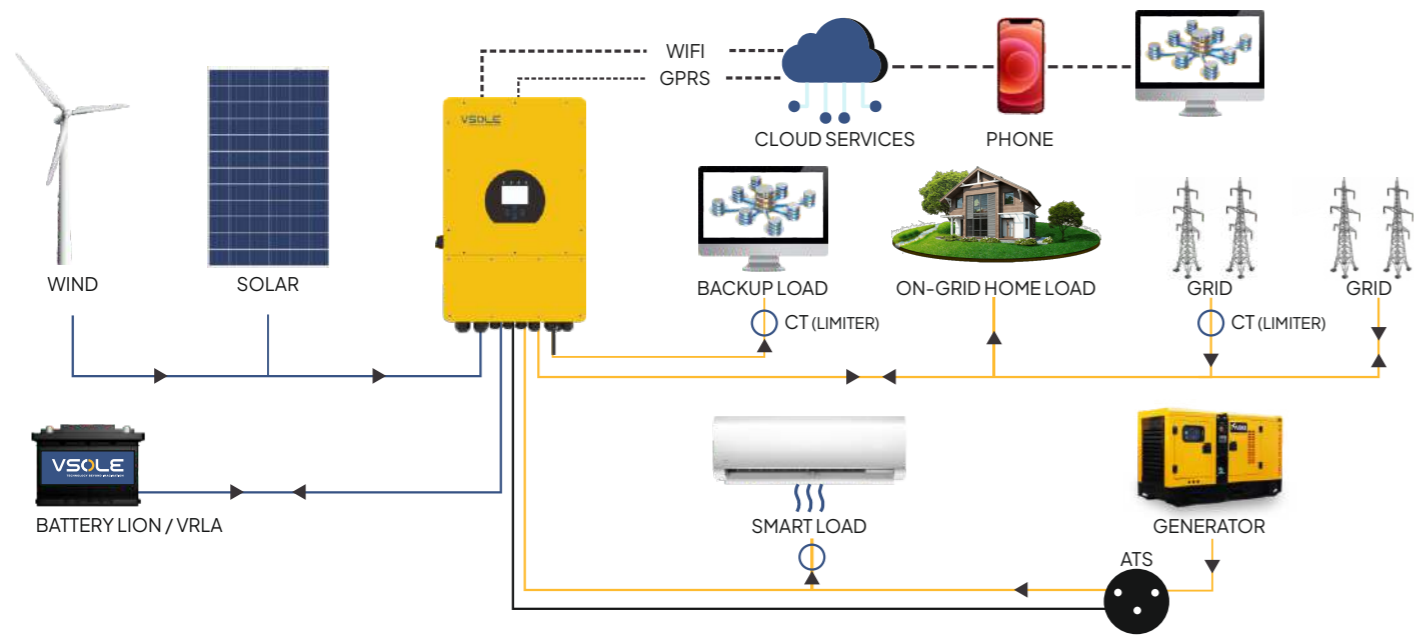 WIFI
GPRS
CLOUD SERVICES
PHONE
VSOLE
WIND
SOLAR
BACKUP LOAD
ON-GRID HOME LOAD
GRID
GRID
CT (LIMITER)
CT (LIMITER)
VSOLE
BATTERY LION / VRLA
SMART LOAD
GENERATOR
ATS